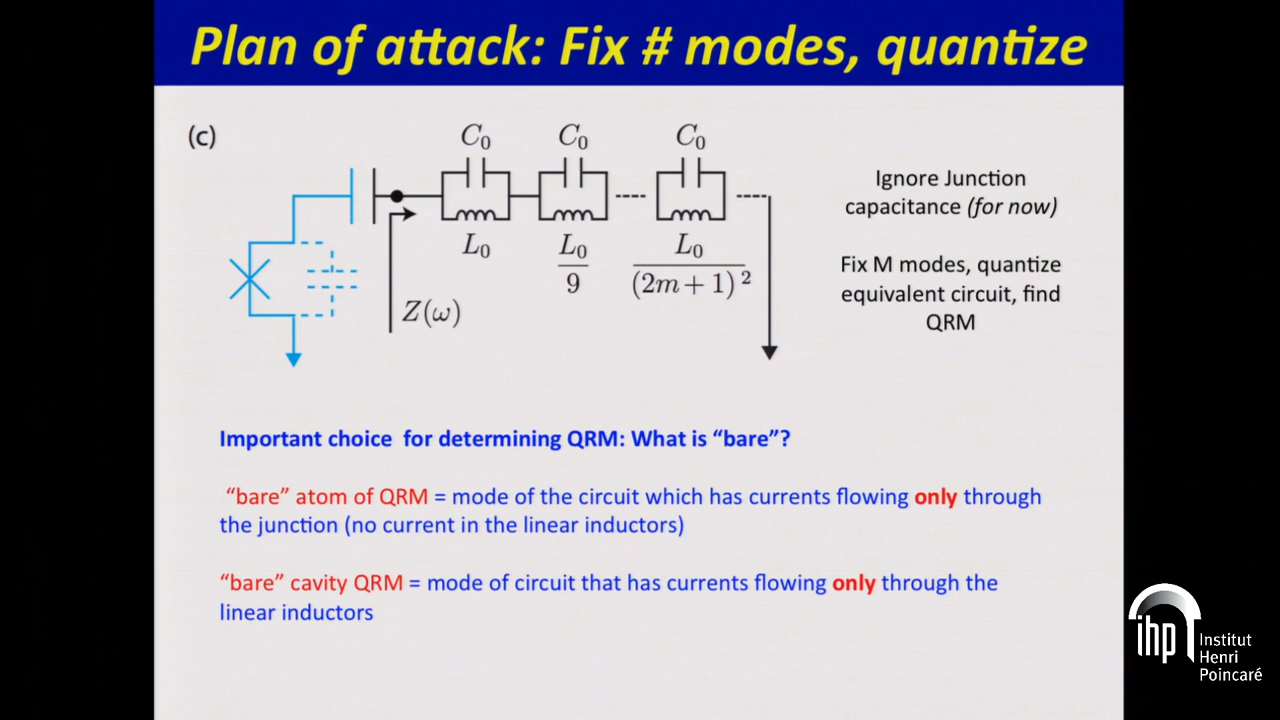 Plan of attack: Fix # modes, quantize
(c)
C₀ C₀ C₀
L₀
L₀
9
L₀
(2m + 1)²
Z(ω)
Ignore Junction
capacitance (for now)
Fix M modes, quantize
equivalent circuit, find
QRM
Important choice for determining QRM: What is “bare”?
“bare” atom of QRM = mode of the circuit which has currents flowing only through
the junction (no current in the linear inductors)
“bare” cavity QRM = mode of circuit that has currents flowing only through the
linear inductors
ihp
Institut
Henri
Poincaré